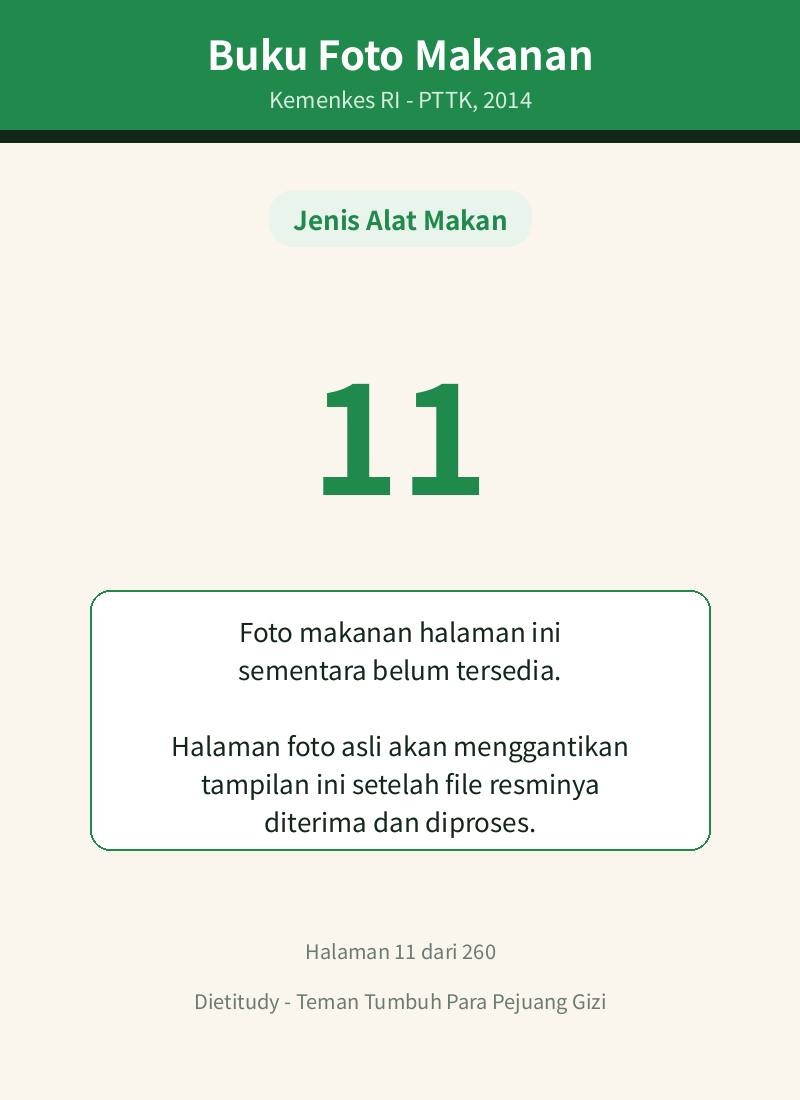 Buku Foto Makanan
Kemenkes RI - PTTK, 2014
Jenis Alat Makan
11
Foto makanan halaman ini
sementara belum tersedia.
Halaman foto asli akan menggantikan
tampilan ini setelah file resminya
diterima dan diproses.
Halaman 11 dari 260
Dietitudy - Teman Tumbuh Para Pejuang Gizi